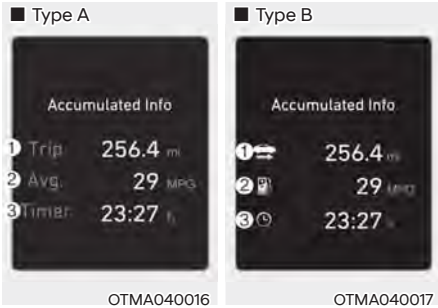 ■ Type A
Accumulated Info
1 Trip 256.4 mi
2 Avg. 29 MPG
3 Timer 23:27 h
OTMA040016
■ Type B
Accumulated Info
1 256.4 mi
2 29 MPG
3 23:27
OTMA040017